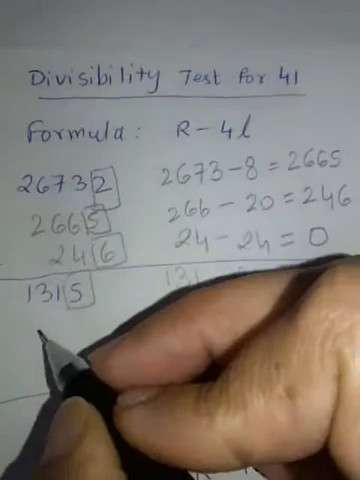 Divisibility Test for 41
Formula: R - 4l
26732 2673 - 8 = 2665
2665 266 - 20 = 246
246 24 - 24 = 0
1315 131